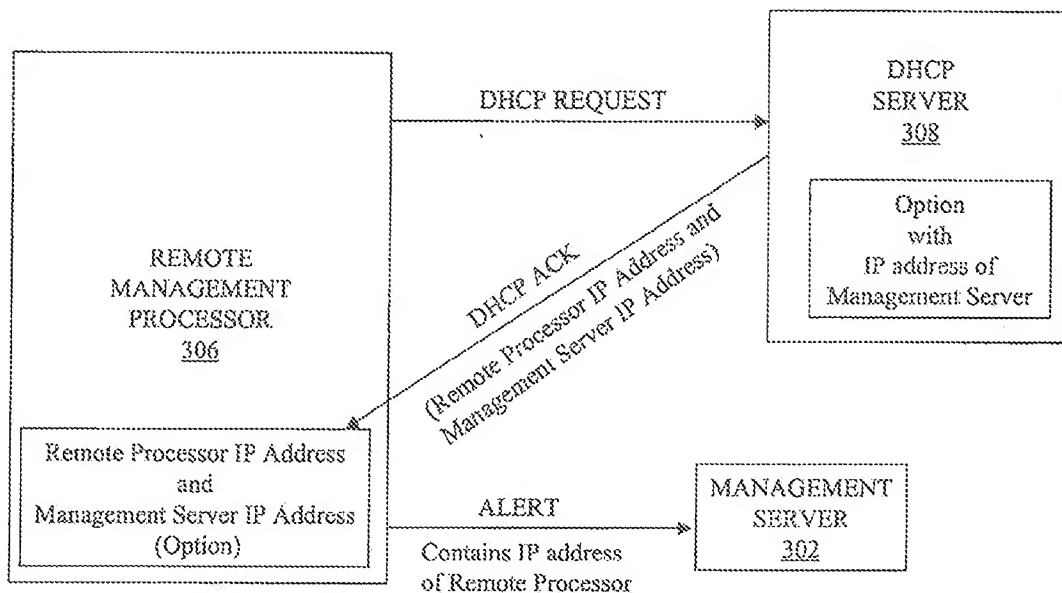 DHCP REQUEST
DHCP
SERVER
308
Option
with
IP address of
Management Server
REMOTE
MANAGEMENT
PROCESSOR
306
DHCP ACK
(Remote Processor IP Address and
Management Server IP Address)
Remote Processor IP Address
and
Management Server IP Address
(Option)
ALERT
Contains IP address
of Remote Processor
MANAGEMENT
SERVER
302